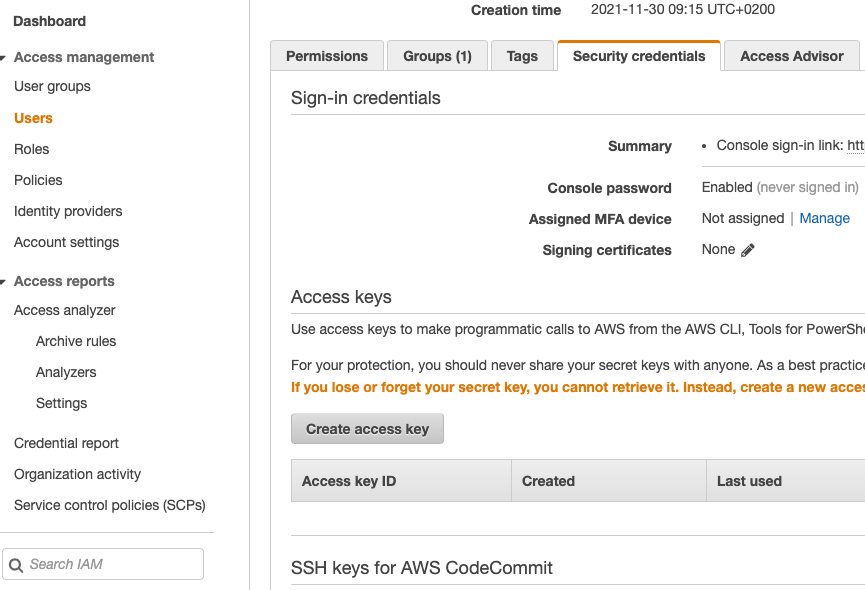 Dashboard
Access management
User groups
Users
Roles
Policies
Identity providers
Account settings
Access reports
Access analyzer
Archive rules
Analyzers
Settings
Credential report
Organization activity
Service control policies (SCPs)
Search IAM
Creation time 2021-11-30 09:15 UTC+0200
Permissions Groups (1) Tags Security credentials Access Advisor
Sign-in credentials
Summary • Console sign-in link: htt
Console password Enabled (never signed in)
Assigned MFA device Not assigned | Manage
Signing certificates None
Access keys
Use access keys to make programmatic calls to AWS from the AWS CLI, Tools for PowerShe
For your protection, you should never share your secret keys with anyone. As a best practice
If you lose or forget your secret key, you cannot retrieve it. Instead, create a new acces
Create access key
Access key ID Created Last used
SSH keys for AWS CodeCommit